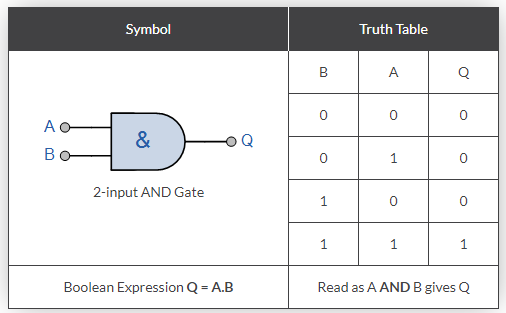 Symbol Truth Table
B A Q
0 0 0
A & Q
B
0 1 0
2-input AND Gate
1 0 0
1 1 1
Boolean Expression Q = A.B Read as A AND B gives Q